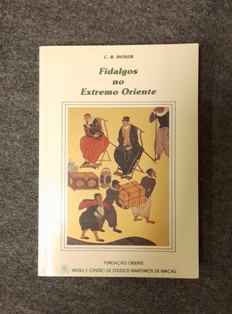 C. R. BOXER
Fidalgos
no
Extremo Oriente
FUNDAÇÃO ORIENTE
MUSEU E CENTRO DE ESTUDOS MARÍTIMOS DE MACAU